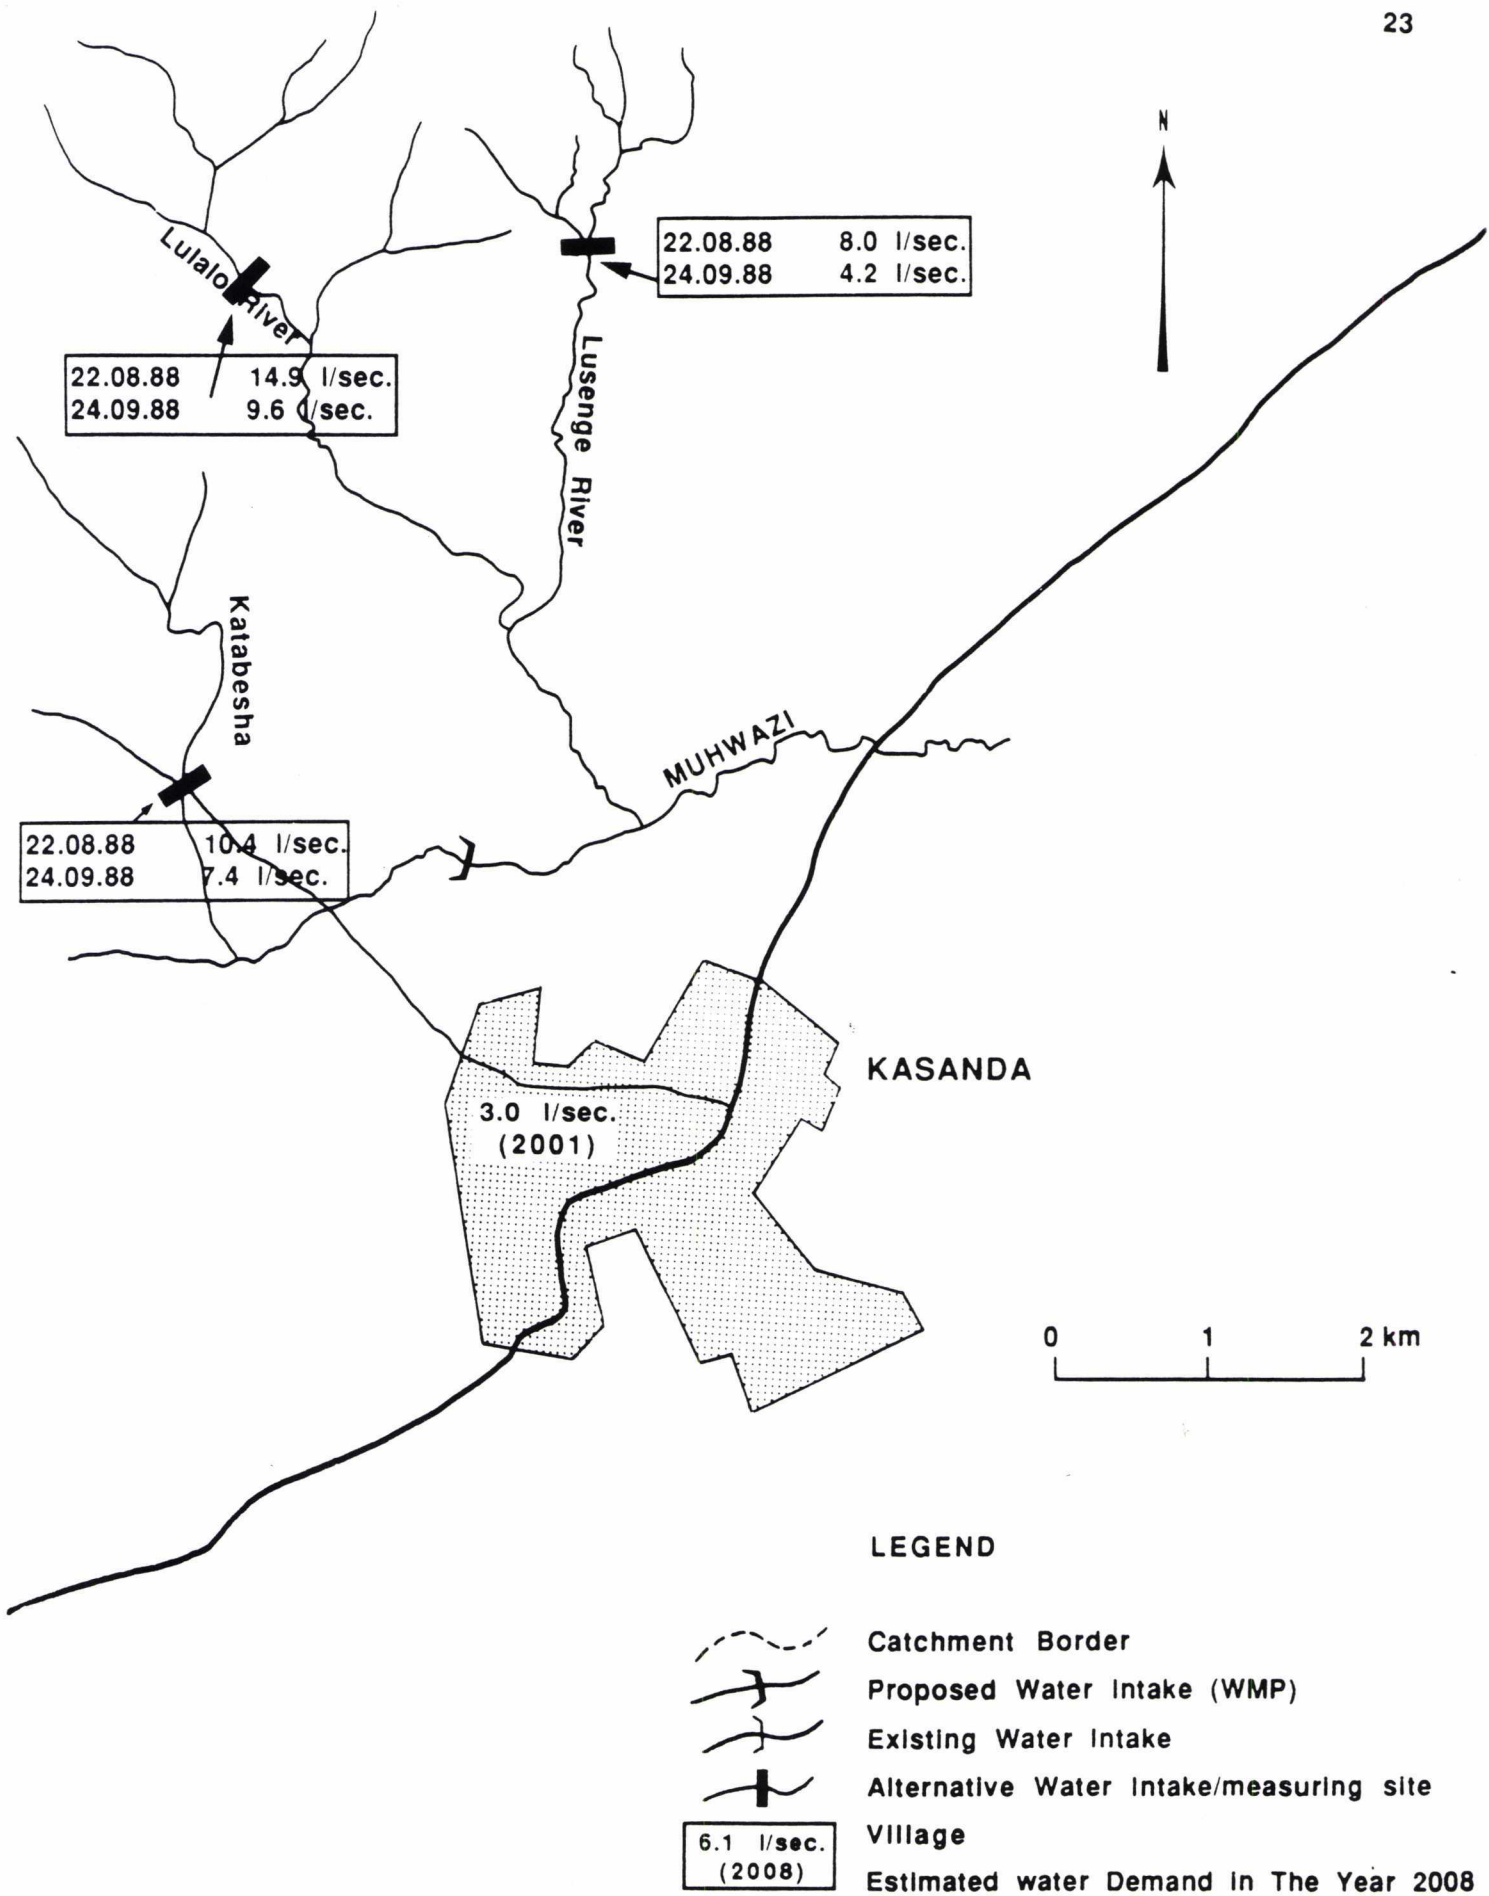 23
N
22.08.88 8.0 l/sec.
24.09.88 4.2 l/sec.
Lulalo River
22.08.88 14.9 l/sec.
24.09.88 9.6 l/sec.
Lusenge River
Katabesha
MUHWAZI
22.08.88 10.4 l/sec.
24.09.88 7.4 l/sec.
KASANDA
3.0 l/sec.
(2001)
0 1 2 km
LEGEND
Catchment Border
Proposed Water Intake (WMP)
Existing Water Intake
Alternative Water Intake/measuring site
6.1 l/sec.
(2008)
Village
Estimated water Demand in The Year 2008